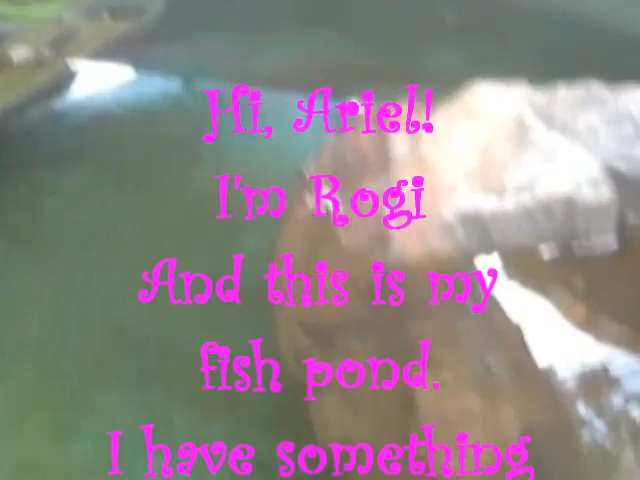 Hi, Ariel!
I'm Rogi
And this is my
fish pond.
I have something